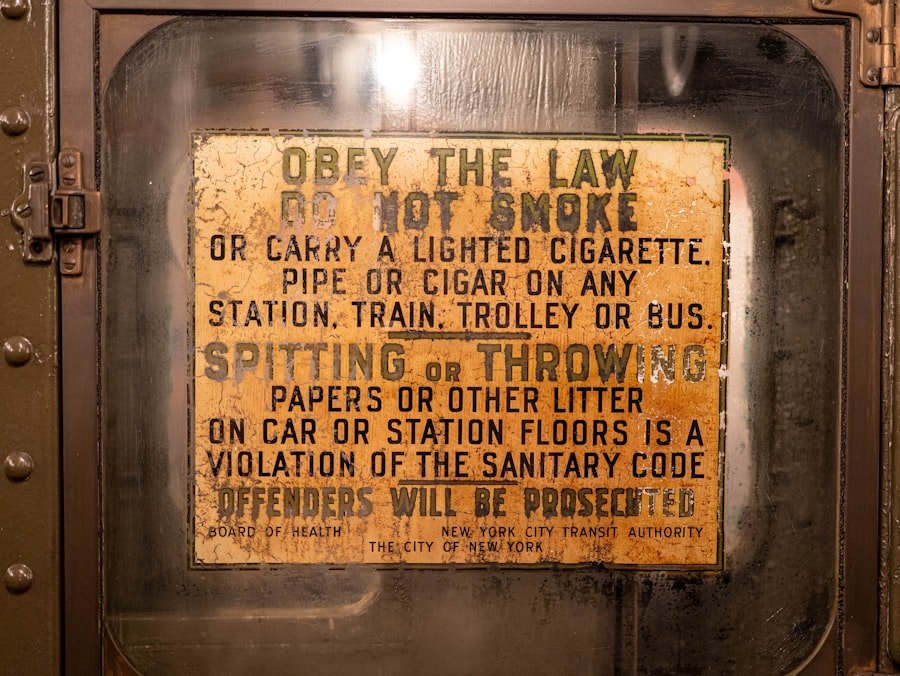 OBEY THE LAW
DO NOT SMOKE
OR CARRY A LIGHTED CIGARETTE,
PIPE OR CIGAR ON ANY
STATION, TRAIN, TROLLEY OR BUS.
SPITTING OR THROWING
PAPERS OR OTHER LITTER
ON CAR OR STATION FLOORS IS A
VIOLATION OF THE SANITARY CODE
OFFENDERS WILL BE PROSECUTED
BOARD OF HEALTH NEW YORK CITY TRANSIT AUTHORITY
THE CITY OF NEW YORK